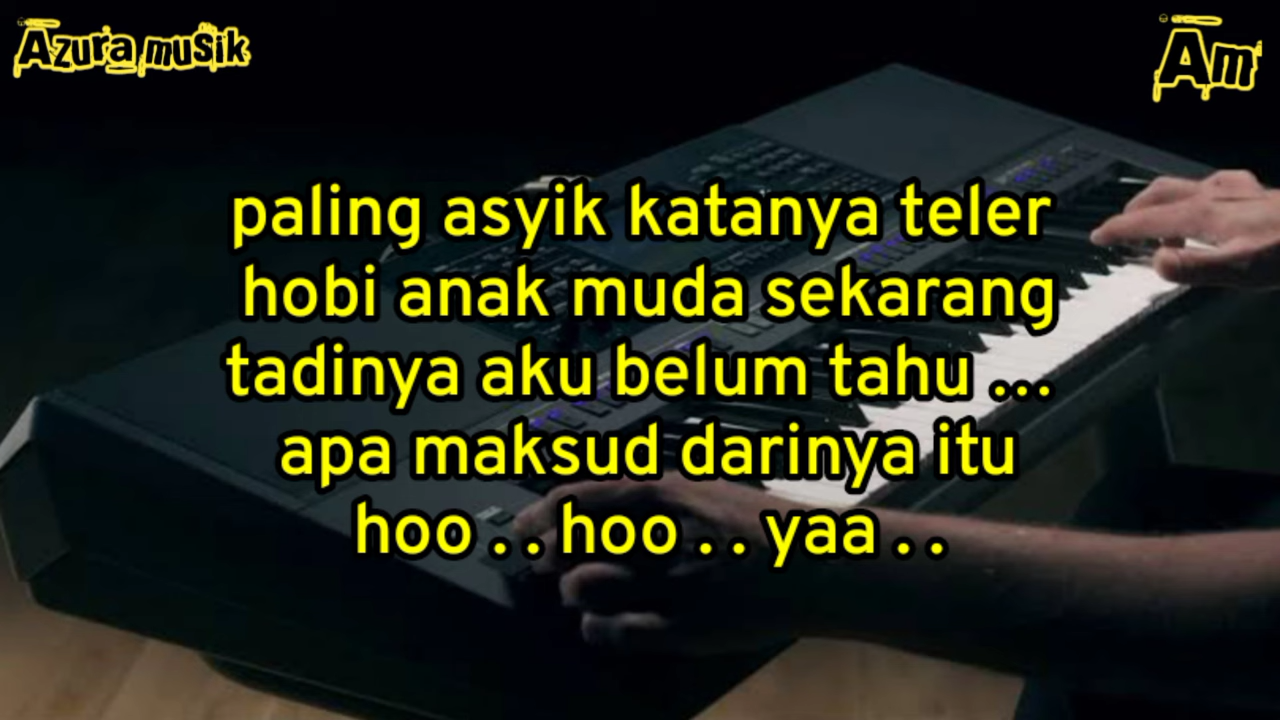 Azura musik
Am
paling asyik katanya teler
hobi anak muda sekarang
tadinya aku belum tahu ...
apa maksud darinya itu
hoo . . hoo . . yaa . .